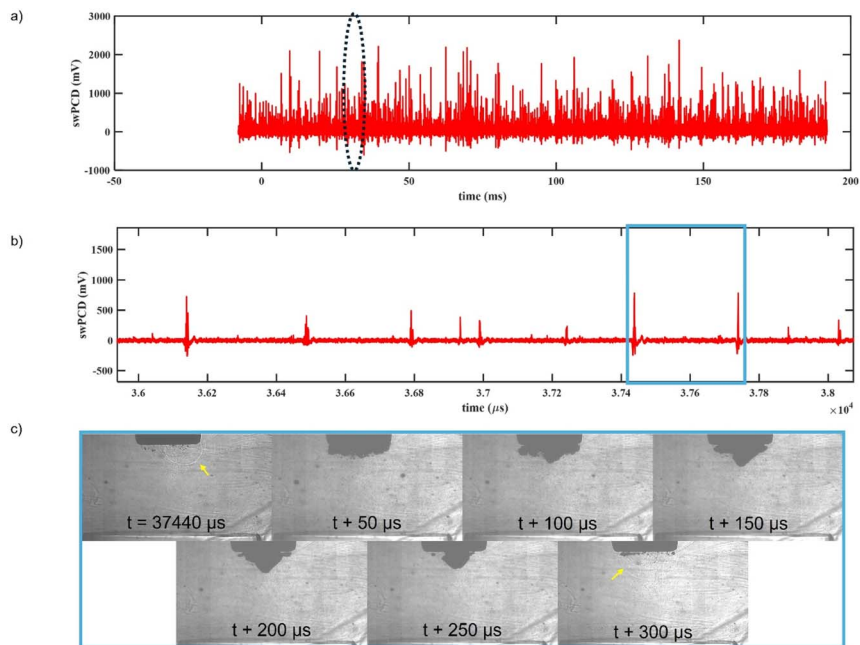 a)
3000
2000
1000
0
-1000
swPCD (mV)
-50 0 50 100 150 200
time (ms)
b)
1500
1000
500
0
-500
swPCD (mV)
3.6 3.62 3.64 3.66 3.68 3.7 3.72 3.74 3.76 3.78 3.8
time (μs)
×10⁴
c)
t = 37440 µs
t + 50 µs
t + 100 µs
t + 150 µs
t + 200 µs
t + 250 µs
t + 300 µs